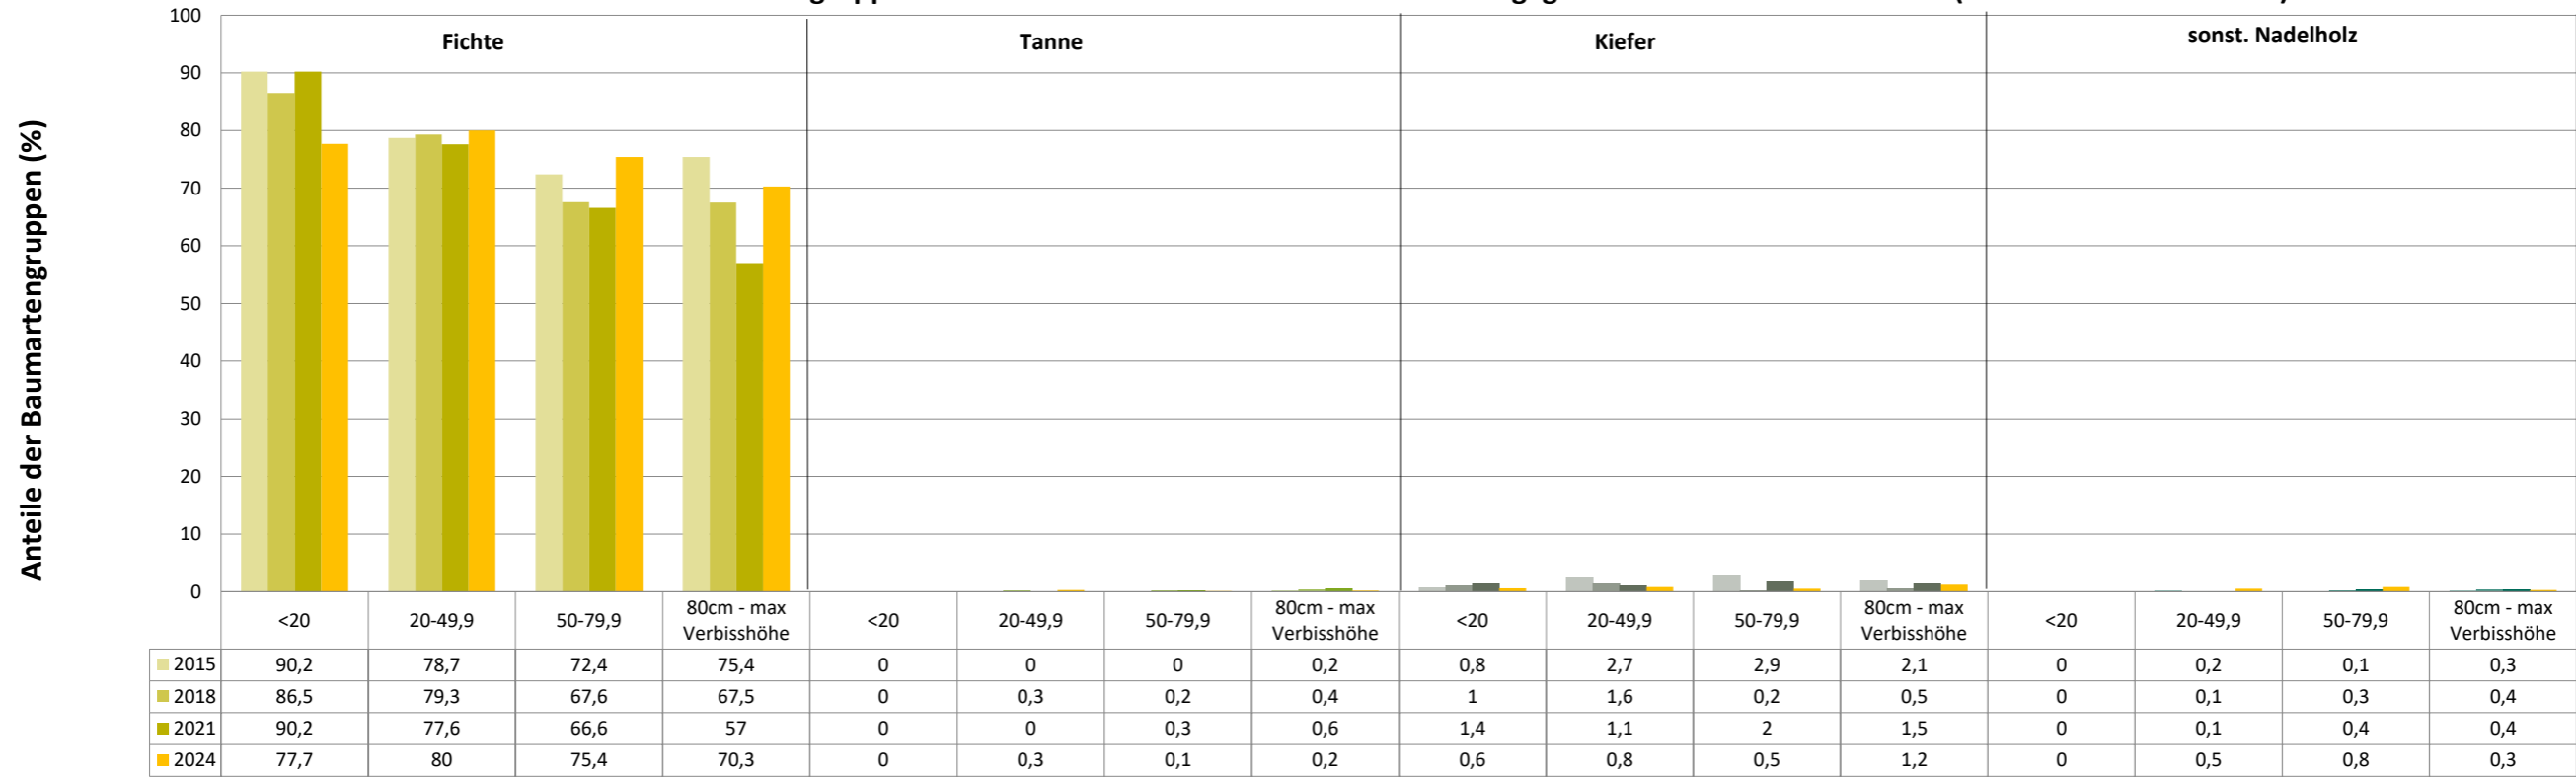 100
Fichte
Tanne
Kiefer
sonst. Nadelholz
90
80
70
60
50
40
30
20
10
0
Anteile der Baumartengruppen (%)
<20 20-49,9 50-79,9 80cm - max Verbisshöhe <20 20-49,9 50-79,9 80cm - max Verbisshöhe <20 20-49,9 50-79,9 80cm - max Verbisshöhe <20 20-49,9 50-79,9 80cm - max Verbisshöhe
2015 90,2 78,7 72,4 75,4 0 0 0 0,2 0,8 2,7 2,9 2,1 0 0,2 0,1 0,3
2018 86,5 79,3 67,6 67,5 0 0,3 0,2 0,4 1 1,6 0,2 0,5 0 0,1 0,3 0,4
2021 90,2 77,6 66,6 57 0 0 0,3 0,6 1,4 1,1 2 1,5 0 0,1 0,4 0,4
2024 77,7 80 75,4 70,3 0 0,3 0,1 0,2 0,6 0,8 0,5 1,2 0 0,5 0,8 0,3